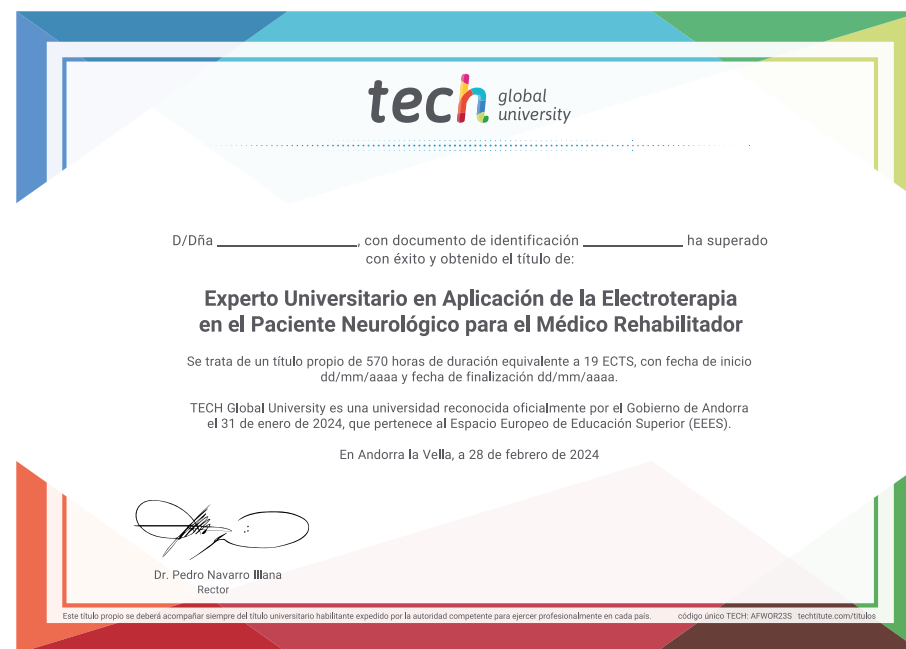 tech global university
D/Dña ____________________, con documento de identificación ______________ ha superado
con éxito y obtenido el título de:
Experto Universitario en Aplicación de la Electroterapia
en el Paciente Neurológico para el Médico Rehabilitador
Se trata de un título propio de 570 horas de duración equivalente a 19 ECTS, con fecha de inicio
dd/mm/aaaa y fecha de finalización dd/mm/aaaa.
TECH Global University es una universidad reconocida oficialmente por el Gobierno de Andorra
el 31 de enero de 2024, que pertenece al Espacio Europeo de Educación Superior (EEES).
En Andorra la Vella, a 28 de febrero de 2024
Dr. Pedro Navarro Illana
Rector
Este título propio se deberá acompañar siempre del título universitario habilitante expedido por la autoridad competente para ejercer profesionalmente en cada país. código único TECH: AFWOR23S techtitute.com/titulos